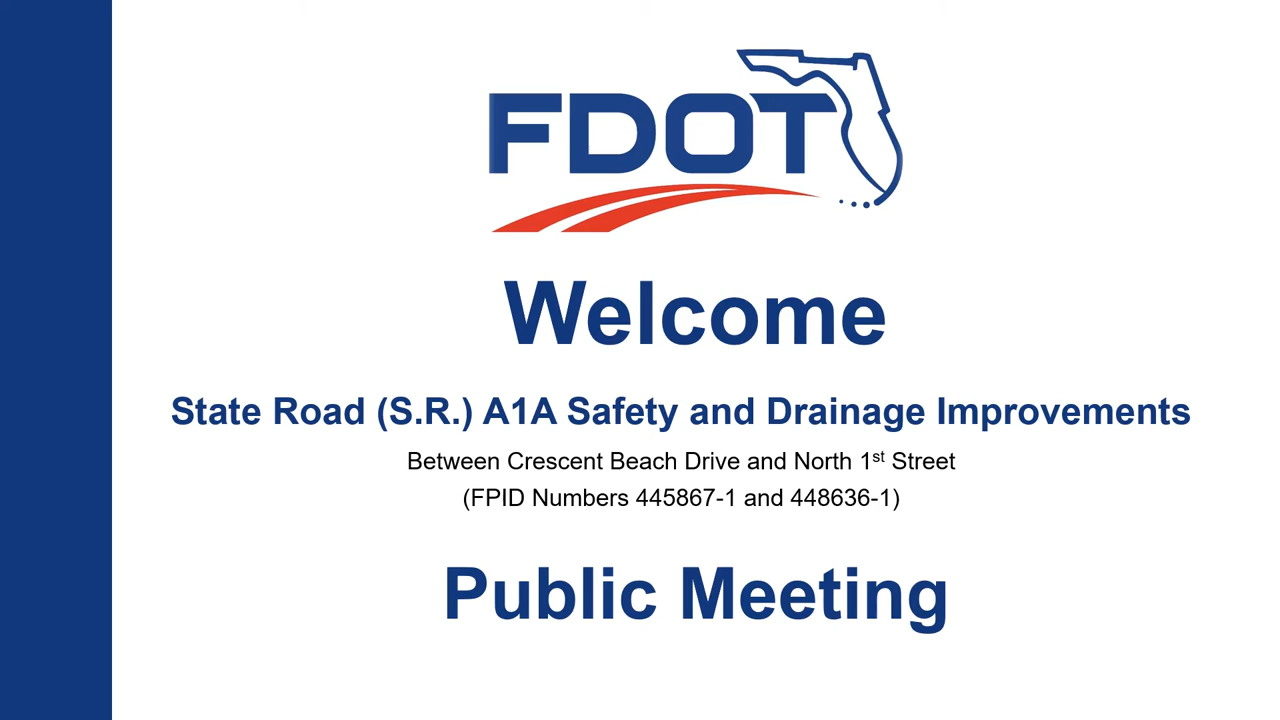 FDOT
Welcome
State Road (S.R.) A1A Safety and Drainage Improvements
Between Crescent Beach Drive and North 1st Street
(FPID Numbers 445867-1 and 448636-1)
Public Meeting